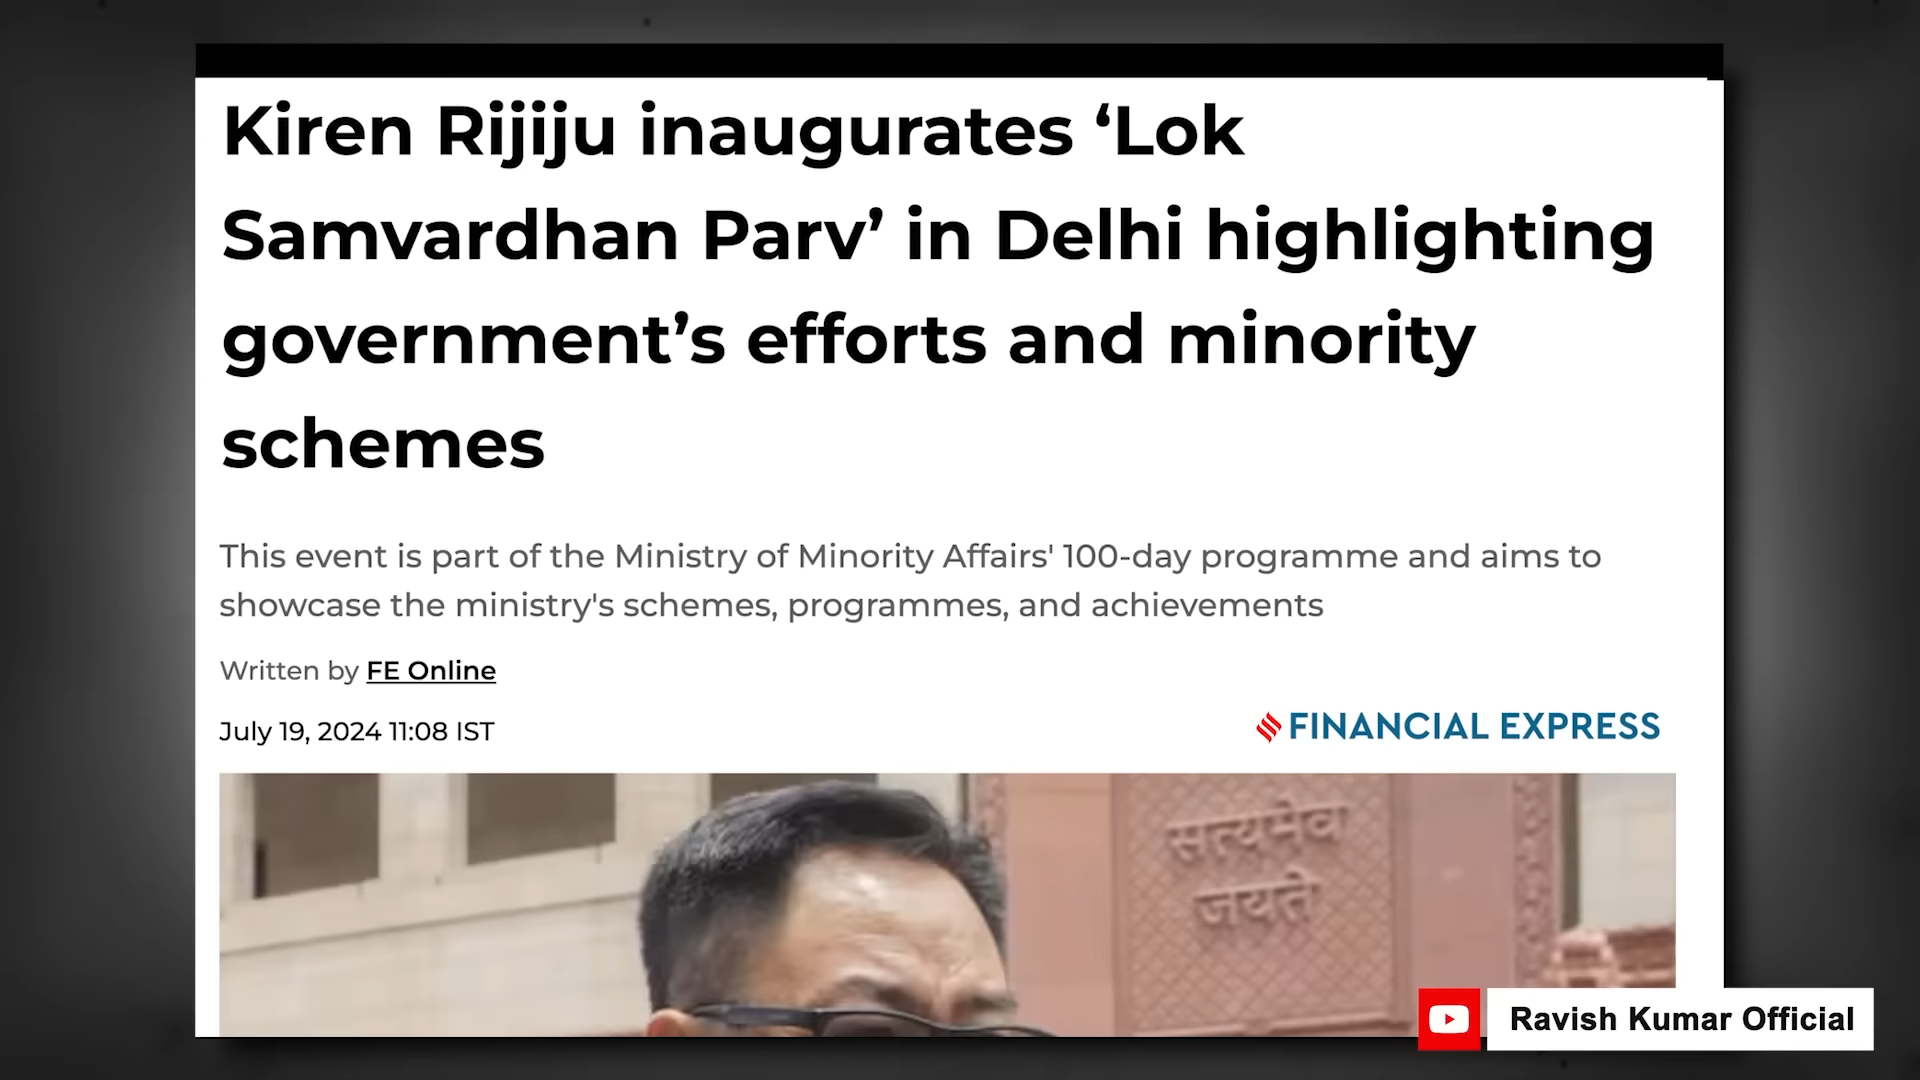 Kiren Rijiju inaugurates ‘Lok
Samvardhan Parv’ in Delhi highlighting
government’s efforts and minority
schemes
This event is part of the Ministry of Minority Affairs' 100-day programme and aims to
showcase the ministry's schemes, programmes, and achievements
Written by FE Online
July 19, 2024 11:08 IST
FINANCIAL EXPRESS
सत्यमेव
जयते
Ravish Kumar Official